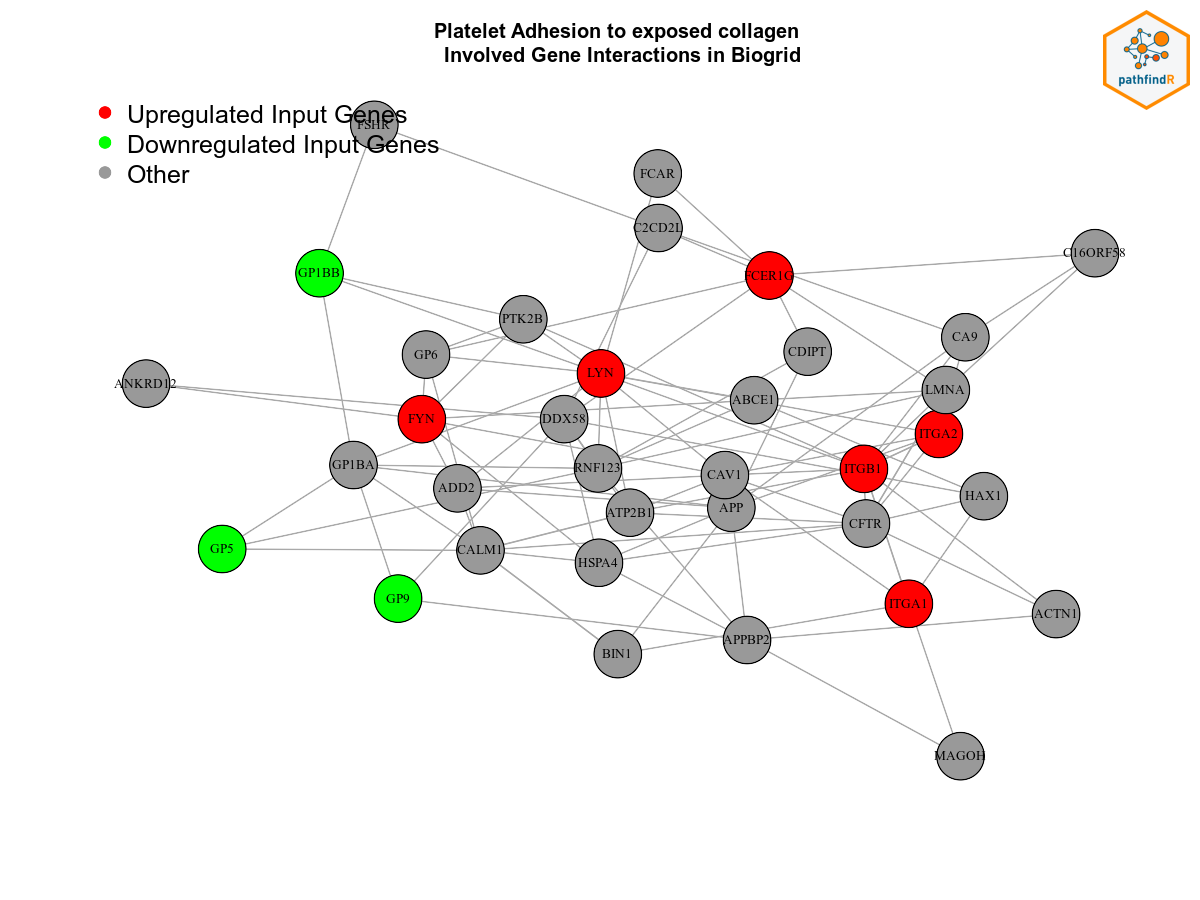 Platelet Adhesion to exposed collagen
Involved Gene Interactions in Biogrid
pathfindR
Upregulated Input Genes
Downregulated Input Genes
Other
FSHR
FCAR
C2CD2L
C16ORF58
GP1BB
FCER1G
PTK2B
CA9
GP6
CDIPT
LYN
ANKRD12
LMNA
ABCE1
FYN
DDX58
ITGA2
GP1BA
RNF123
ITGB1
CAV1
ADD2
HAX1
APP
ATP2B1
CFTR
GP5
CALM1
HSPA4
GP9
ITGA1
ACTN1
APPBP2
BIN1
MAGOH